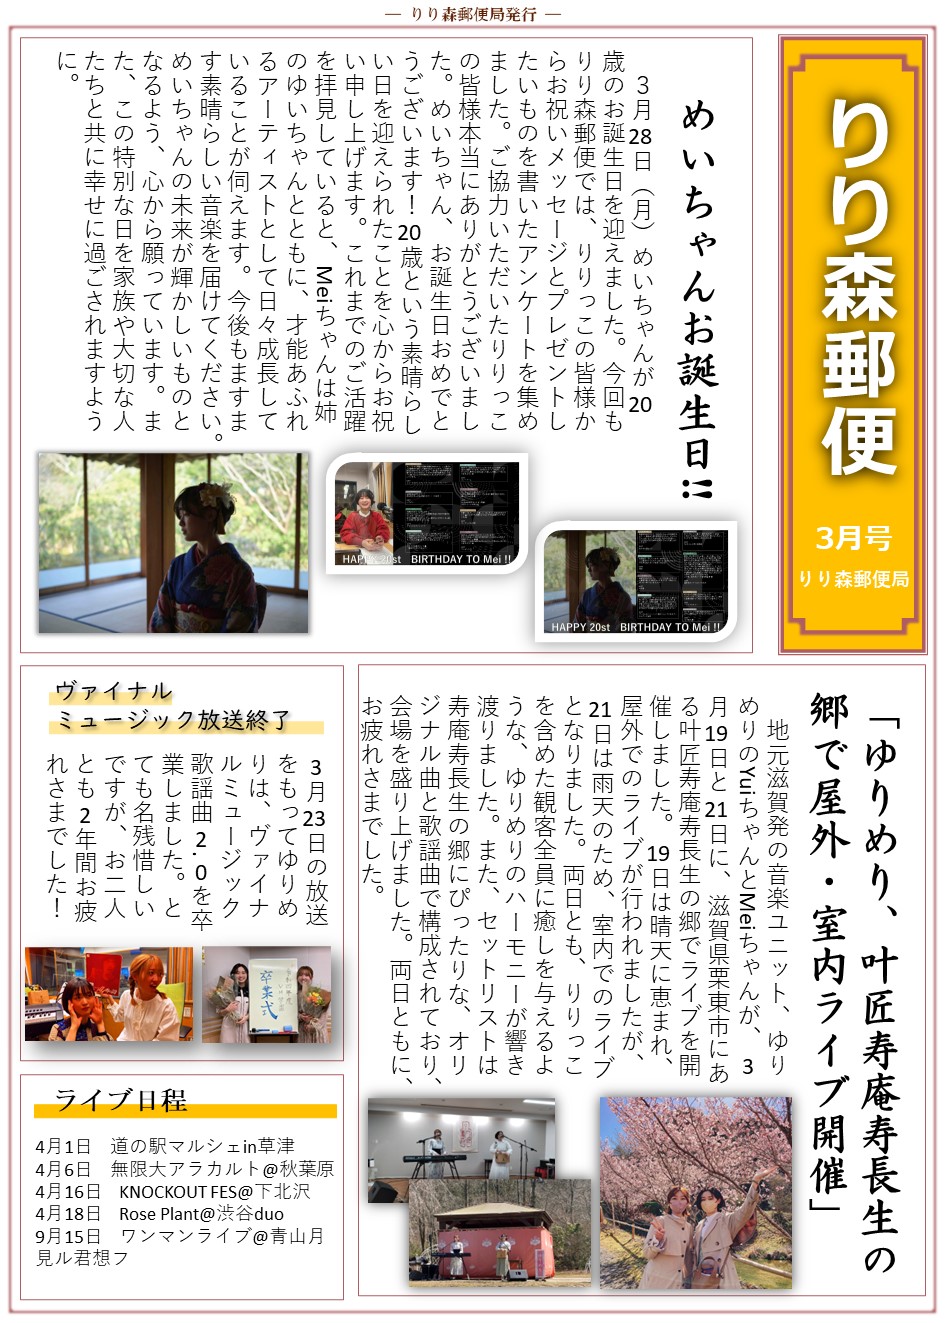 ― りり森郵便局発行 ―
りり森郵便
3月号
りり森郵便局
めいちゃんお誕生日!!
3月28日（月）めいちゃんが20
歳のお誕生日を迎えました。今回も
りり森郵便では、りりっこの皆様か
らお祝いメッセージとプレゼントし
たいものを書いたアンケートを集め
ました。ご協力いただいたりりっこ
の皆様本当にありがとうございまし
た。めいちゃん、お誕生日おめでと
うございます！20歳という素晴らし
い日を迎えられたことを心からお祝
い申し上げます。これまでのご活躍
を拝見していると、Meiちゃんは姉
のゆいちゃんとともに、才能あふれ
るアーティストとして日々成長して
いることが伺えます。今後もますま
す素晴らしい音楽を届けてください。
めいちゃんの未来が輝かしいものと
なるよう、心から願っています。ま
た、この特別な日を家族や大切な人
たちと共に幸せに過ごされますよう
に。
HAPPY 20st BIRTHDAY TO Mei !!
HAPPY 20st BIRTHDAY TO Mei !!
「ゆりめり、叶匠寿庵寿長生の
郷で屋外・室内ライブ開催」
地元滋賀発の音楽ユニット、ゆり
めりのYuiちゃんとMeiちゃんが、3
月19日と21日に、滋賀県栗東市にあ
る叶匠寿庵寿長生の郷でライブを開
催しました。19日は晴天に恵まれ、
屋外でのライブが行われましたが、
21日は雨天のため、室内でのライブ
となりました。両日とも、りりっこ
を含めた観客全員に癒しを与えるよ
うな、ゆりめりのハーモニーが響き
渡りました。また、セットリストは
寿庵寿長生の郷にぴったりな、オリ
ジナル曲と歌謡曲で構成されており、
会場を盛り上げました。両日ともに、
お疲れさまでした。
ヴァイナル
ミュージック放送終了
3月23日の放送
をもってゆりめ
りは、ヴァイナ
ルミュージック
歌謡曲2.0を卒
業しました。と
ても名残惜しい
ですが、お二人
とも2年間お疲
れさまでした！
卒業式
ライブ日程
4月1日　道の駅マルシェin草津
4月6日　無限大アラカルト@秋葉原
4月16日　KNOCKOUT FES@下北沢
4月18日　Rose Plant@渋谷duo
9月15日　ワンマンライブ@青山月
見ル君想フ